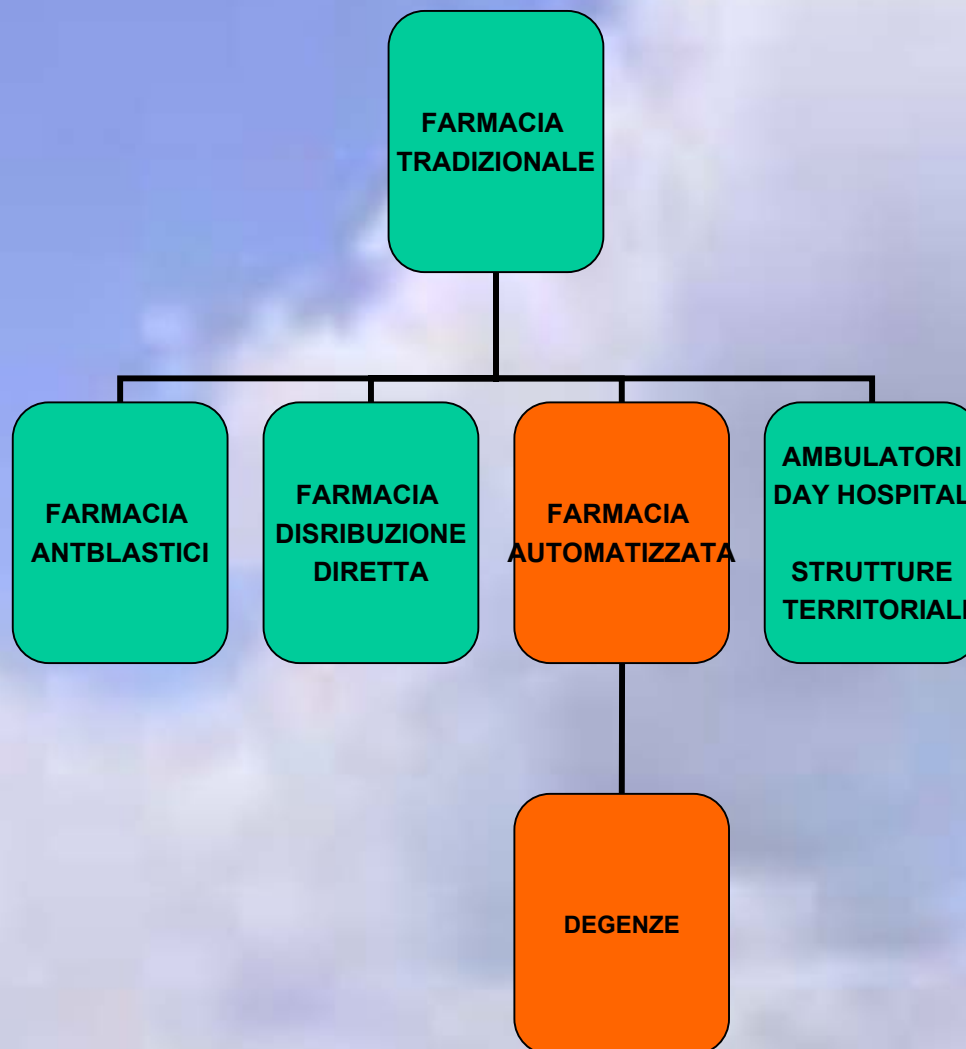 FARMACIA
TRADIZIONALE
FARMACIA
ANTBLASTICI
FARMACIA
DISRIBUZIONE
DIRETTA
FARMACIA
AUTOMATIZZATA
AMBULATORI
DAY HOSPITAL
STRUTTURE
TERRITORIALI
DEGENZE